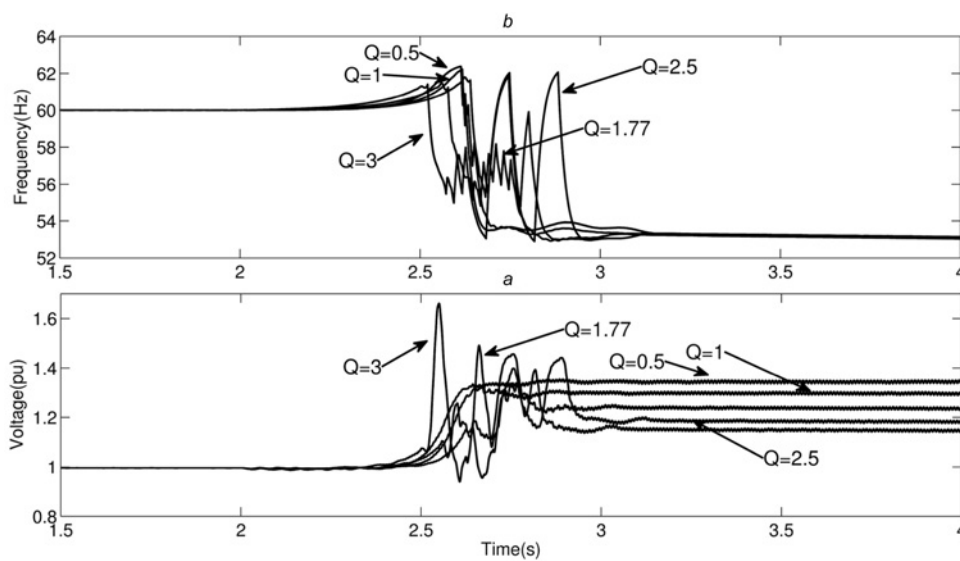 b
64
62
60
58
56
54
52
Frequency(Hz)
Q=0.5
Q=1
Q=3
Q=2.5
Q=1.77
1.5
2
2.5
3
3.5
4
a
1.6
1.4
1.2
1
0.8
Voltage(pu)
Q=3
Q=1.77
Q=0.5
Q=1
Q=2.5
1.5
2
2.5
3
3.5
4
Time(s)